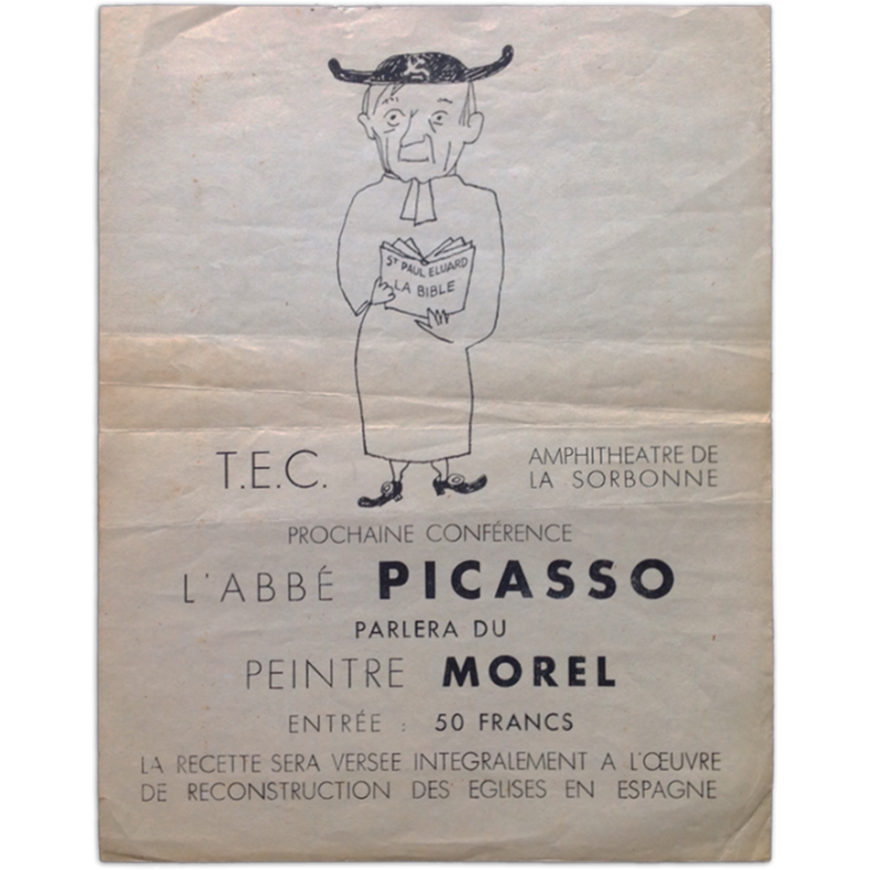 ST PAUL ELUARD
LA BIBLE
T.E.C.
AMPHITHEATRE DE
LA SORBONNE
PROCHAINE CONFÉRENCE
L'ABBÉ PICASSO
PARLERA DU
PEINTRE MOREL
ENTRÉE : 50 FRANCS
LA RECETTE SERA VERSEE INTEGRALEMENT A L'ŒUVRE
DE RECONSTRUCTION DES EGLISES EN ESPAGNE